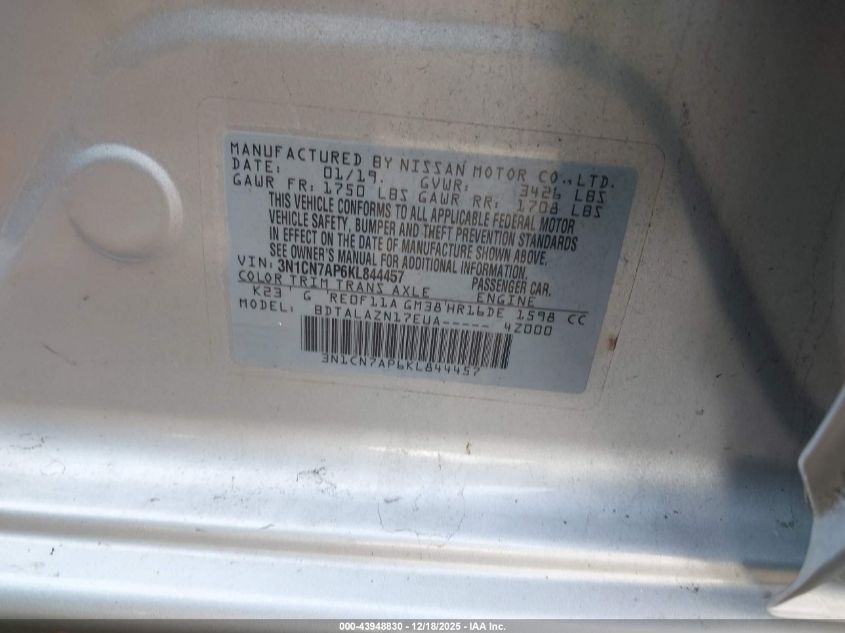 MANUFACTURED BY NISSAN MOTOR CO.,LTD.
DATE: 01/19. GVWR: 3426 LBS
GAWR FR: 1750 LBS GAWR RR: 1708 LBS
THIS VEHICLE CONFORMS TO ALL APPLICABLE FEDERAL MOTOR
VEHICLE SAFETY, BUMPER AND THEFT PREVENTION STANDARDS
IN EFFECT ON THE DATE OF MANUFACTURE SHOWN ABOVE.
SEE OWNER'S MANUAL FOR ADDITIONAL INFORMATION.
VIN: 3N1CN7AP6KL844457 PASSENGER CAR.
COLOR TRIM TRANS AXLE ENGINE
K23 G RE0F11A GM38 HR16DE 1598 CC
MODEL: BDTALAZN17EUA----- 4Z000
3N1CN7AP6KL844457
000-43948830 – 12/18/2025 – IAA Inc.